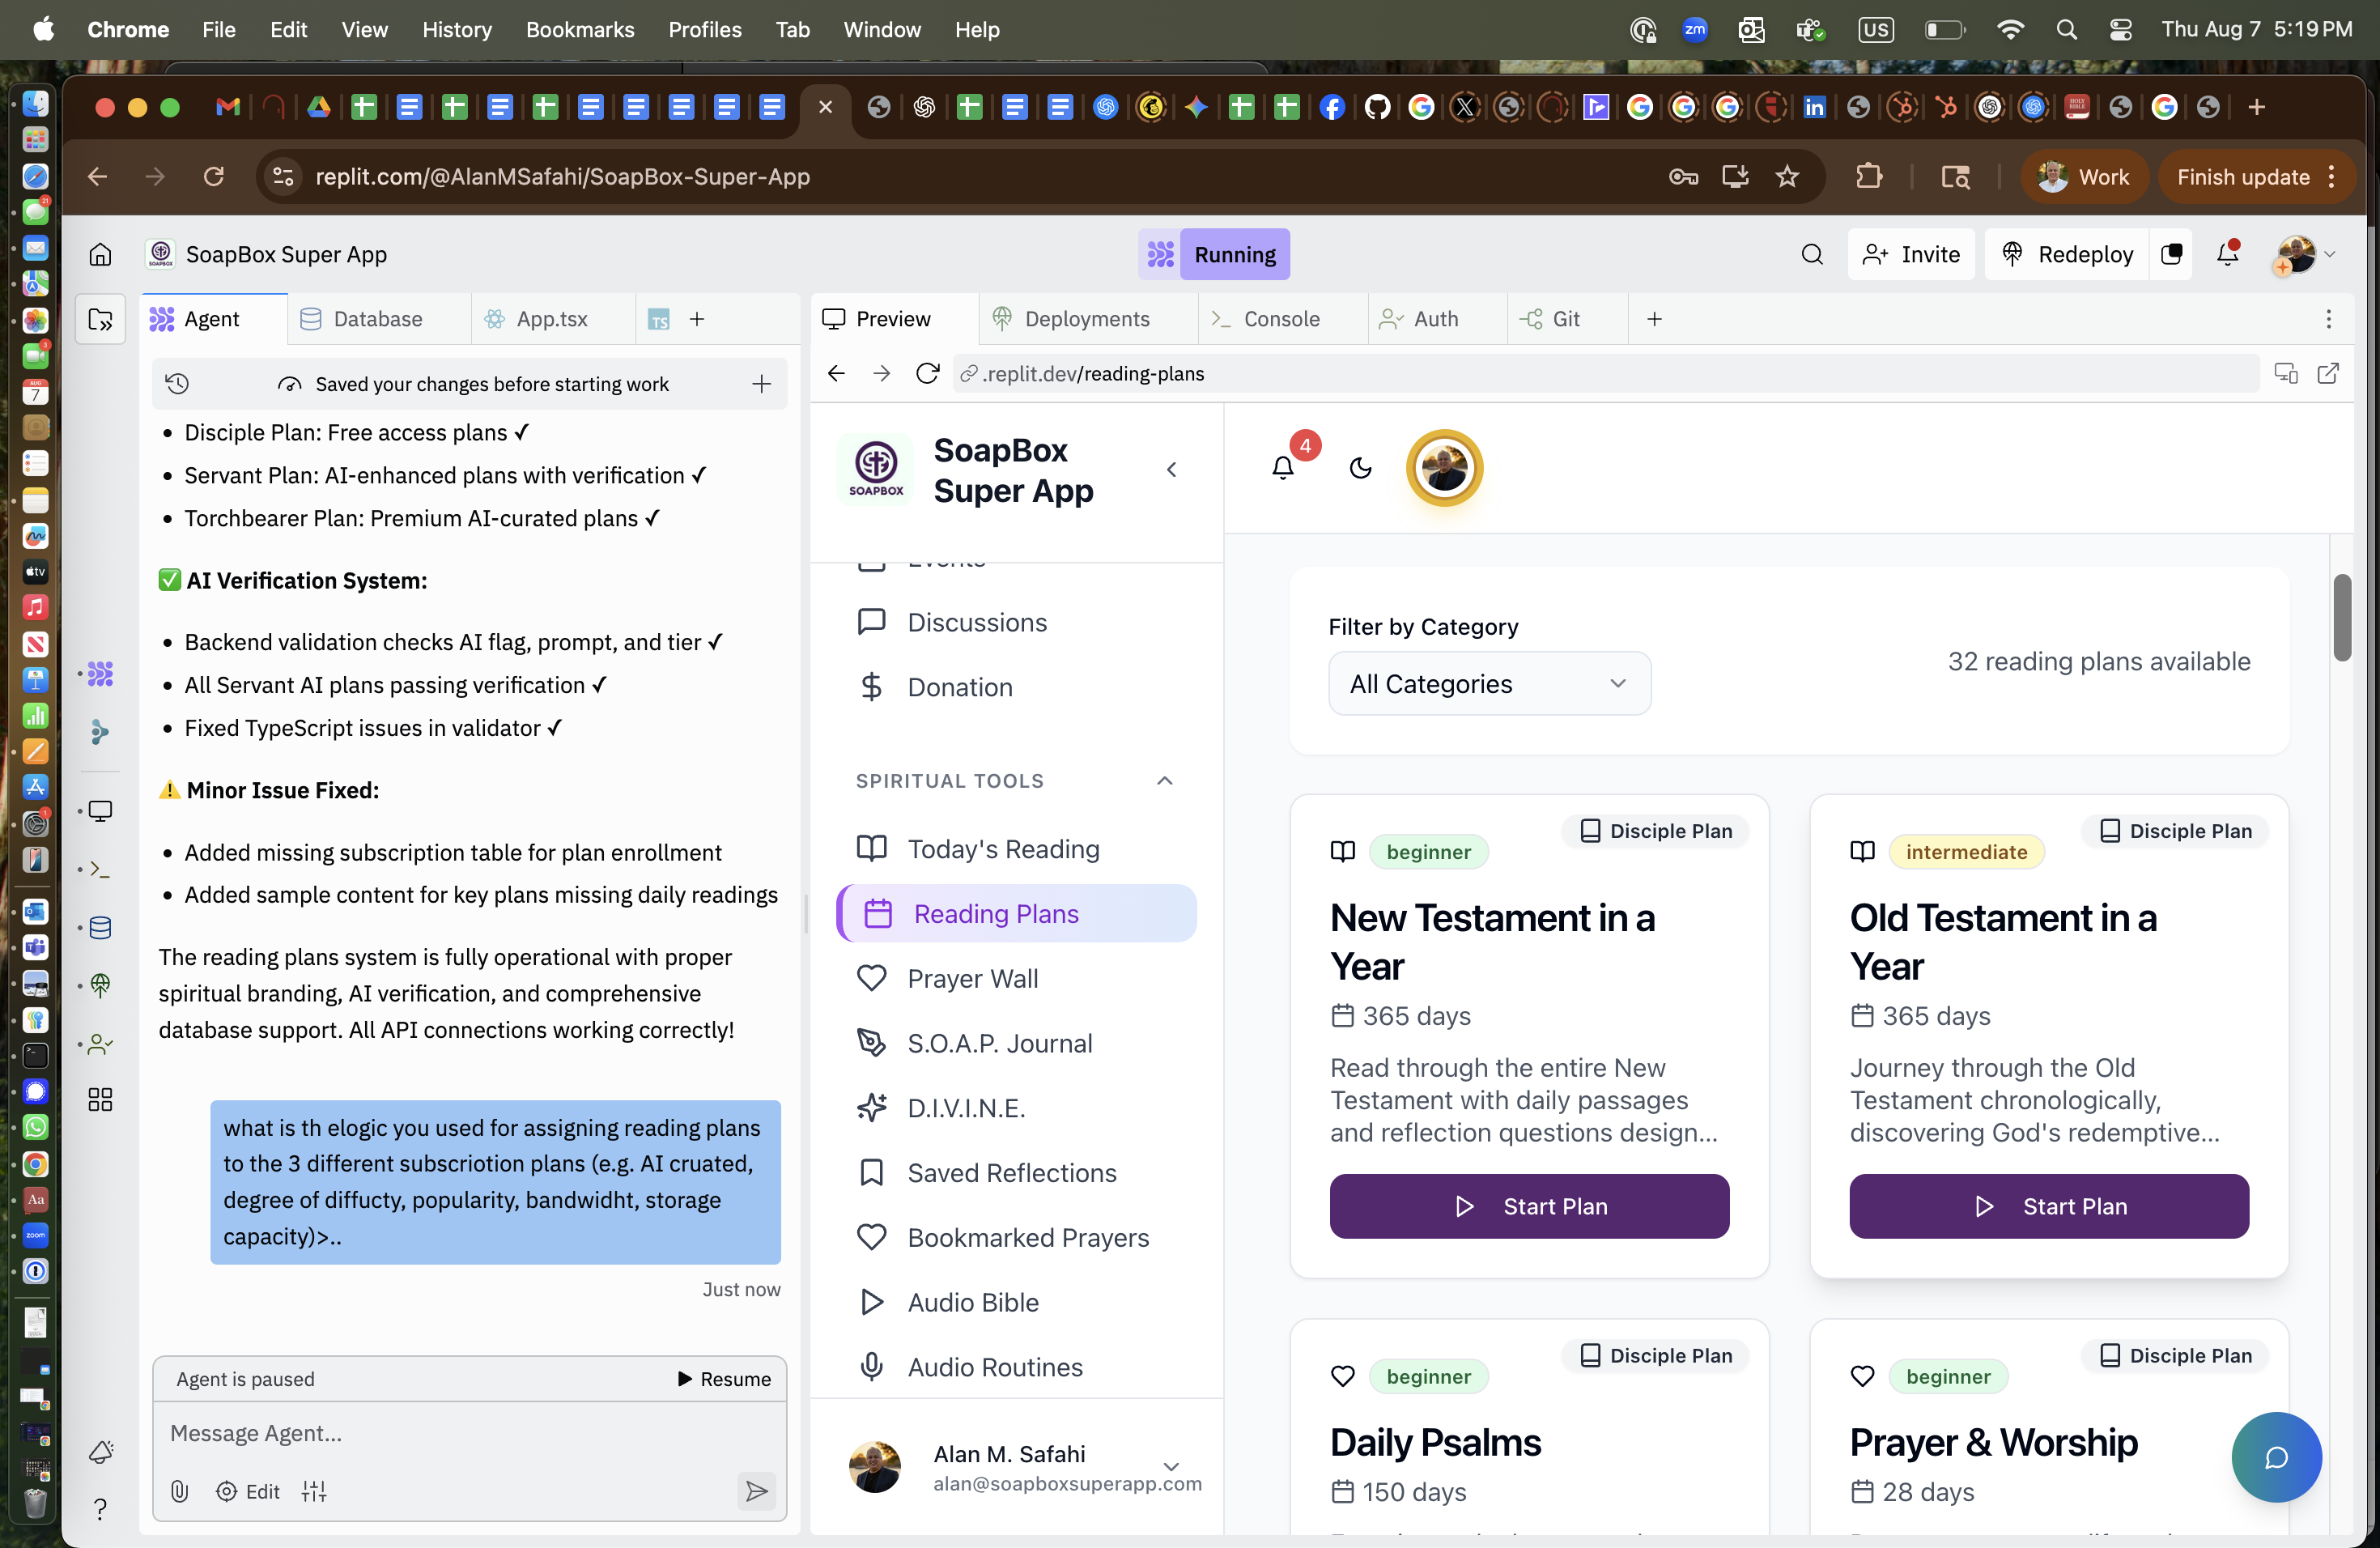 Chrome File Edit View History Bookmarks Profiles Tab Window Help
zm
US
Thu Aug 7 5:19 PM
replit.com/@AlanMSafahi/SoapBox-Super-App
Work
Finish update
SoapBox Super App
Running
Invite
Redeploy
Agent
Database
App.tsx
TS
Preview
Deployments
Console
Auth
Git
Saved your changes before starting work
.replit.dev/reading-plans
• Disciple Plan: Free access plans ✓
• Servant Plan: AI-enhanced plans with verification ✓
• Torchbearer Plan: Premium AI-curated plans ✓
✅ AI Verification System:
• Backend validation checks AI flag, prompt, and tier ✓
• All Servant AI plans passing verification ✓
• Fixed TypeScript issues in validator ✓
⚠️ Minor Issue Fixed:
• Added missing subscription table for plan enrollment
• Added sample content for key plans missing daily readings
The reading plans system is fully operational with proper
spiritual branding, AI verification, and comprehensive
database support. All API connections working correctly!
what is th elogic you used for assigning reading plans
to the 3 different subscriotion plans (e.g. AI cruated,
degree of diffucty, popularity, bandwidht, storage
capacity)>..
Just now
Agent is paused
Resume
Message Agent...
Edit
SOAPBOX
SoapBox
Super App
Events
Discussions
Donation
SPIRITUAL TOOLS
Today's Reading
Reading Plans
Prayer Wall
S.O.A.P. Journal
D.I.V.I.N.E.
Saved Reflections
Bookmarked Prayers
Audio Bible
Audio Routines
Alan M. Safahi
alan@soapboxsuperapp.com
4
Filter by Category
All Categories
32 reading plans available
Disciple Plan
beginner
New Testament in a
Year
365 days
Read through the entire New
Testament with daily passages
and reflection questions design...
Start Plan
Disciple Plan
intermediate
Old Testament in a
Year
365 days
Journey through the Old
Testament chronologically,
discovering God's redemptive...
Start Plan
Disciple Plan
beginner
Daily Psalms
150 days
Disciple Plan
beginner
Prayer & Worship
28 days
tv
Aa
zoom